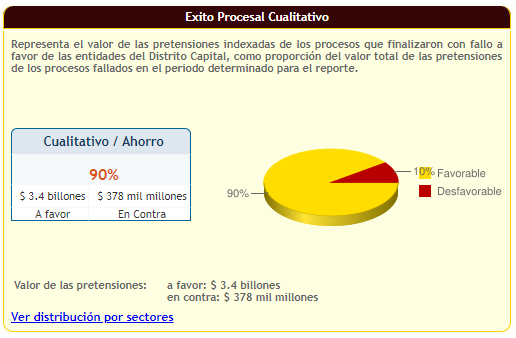 Exito Procesal Cualitativo
Representa el valor de las pretensiones indexadas de los procesos que finalizaron con fallo a
favor de las entidades del Distrito Capital, como proporción del valor total de las pretensiones
de los procesos fallados en el periodo determinado para el reporte.
Cualitativo / Ahorro
90%
$ 3.4 billones $ 378 mil millones
A favor En Contra
10%
90%
Favorable
Desfavorable
Valor de las pretensiones: a favor: $ 3.4 billones
en contra: $ 378 mil millones
Ver distribución por sectores